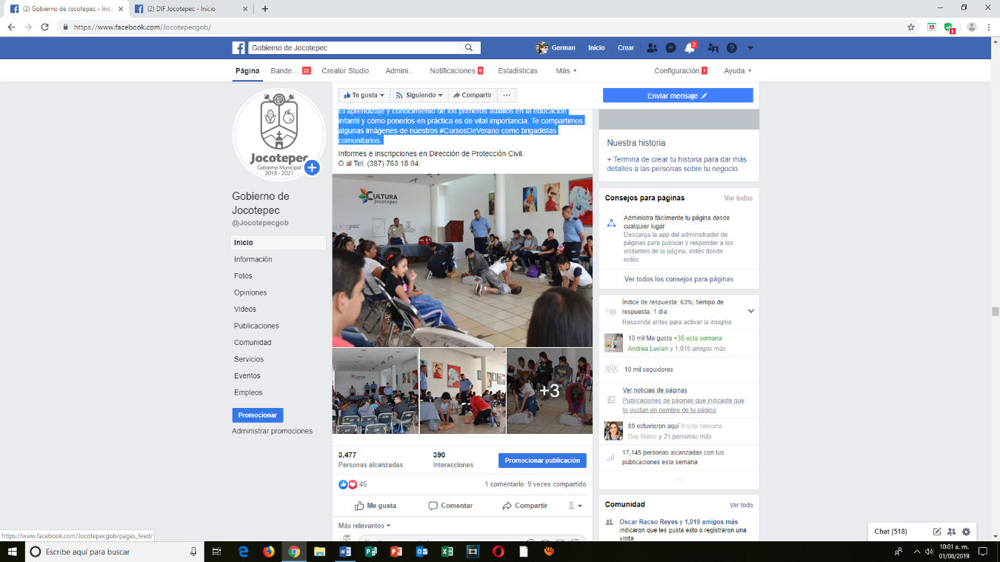 (2) Gobierno de Jocotepec - Inic
(2) DIF Jocotepec - Inicio
https://www.facebook.com/Jocotepecgob/
Gobierno de Jocotepec
German
Inicio
Crear
2
Página
Bande... 22
Creator Studio
Admini...
Notificaciones 6
Estadísticas
Más
Configuración 1
Ayuda
Te gusta
Siguiendo
Compartir
Enviar mensaje
Jocotepec
Gobierno Municipal
2018 - 2021
Gobierno de
Jocotepec
@Jocotepecgob
Inicio
Información
Fotos
Opiniones
Videos
Publicaciones
Comunidad
Servicios
Eventos
Empleos
Promocionar
Administrar promociones
El aprendizaje y conocimiento de los primeros auxilios en la educación
infantil y cómo ponerlos en práctica es de vital importancia. Te compartimos
algunas imágenes de nuestros #CursosDeVerano como brigadistas
comunitarios.
Informes e inscripciones en Dirección de Protección Civil.
O al Tel: (387) 763 18 04.
CULTURA
Jocotepec
+3
3,477
Personas alcanzadas
390
Interacciones
Promocionar publicación
45
1 comentario 9 veces compartido
Me gusta
Comentar
Compartir
Más relevantes
Nuestra historia
+ Termina de crear tu historia para dar más
detalles a las personas sobre tu negocio.
Consejos para páginas
Ver todos
Administra fácilmente tu página desde
cualquier lugar
Descarga la app del administrador de
páginas para publicar y responder a los
visitantes de la página, estés donde
estés.
Ver todos los consejos para páginas
Índice de respuesta: 63%; tiempo de
respuesta: 1 día
Responde antes para activar la insignia
10 mil Me gusta +36 esta semana
Andrea Luvian y 1,015 amigos más
10 mil seguidores
Ver noticias de páginas
Publicaciones de páginas que indicaste que
te gustan en nombre de tu página
89 estuvieron aquí 0 esta semana
Day Barez y 21 personas más
17,145 personas alcanzadas con tus
publicaciones esta semana
Comunidad
Ver todo
Oscar Racso Reyes y 1,019 amigos más
indicaron que les gusta esto o registraron una
visita
Chat (518)
https://www.facebook.com/Jocotepecgob/pages_feed/
Escribe aquí para buscar
10:01 a. m.
01/08/2019